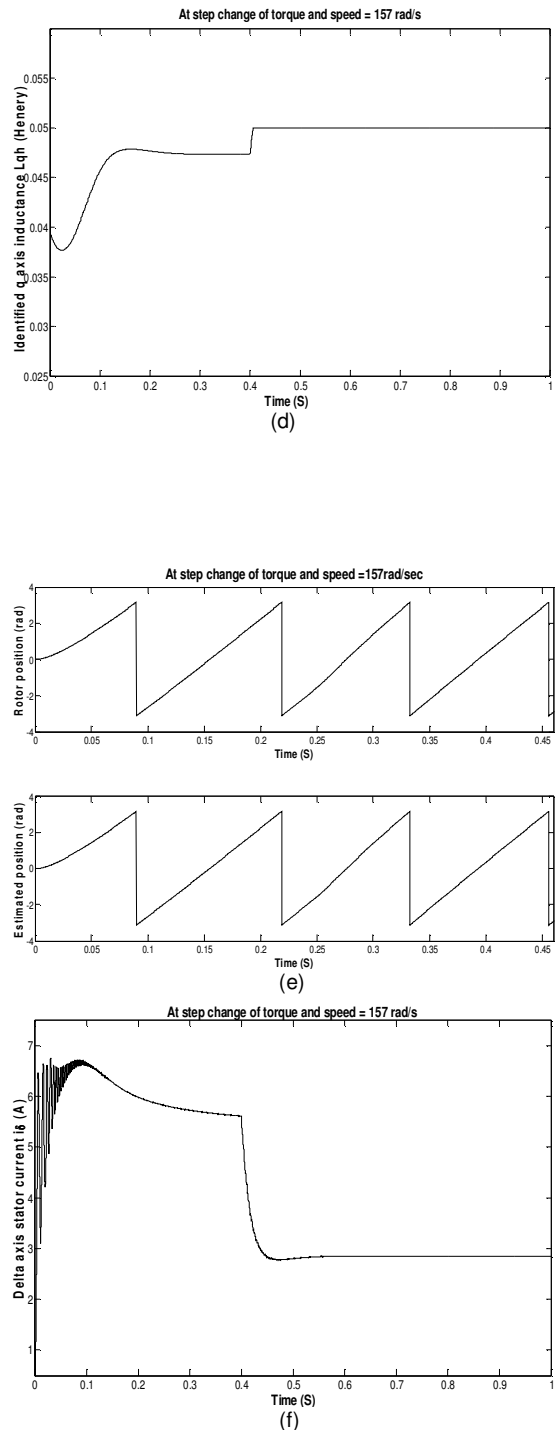 At step change of torque and speed = 157 rad/s
Identified q axis inductance Lqh (Henery)
0.055
0.05
0.045
0.04
0.035
0.03
0.025
0 0.1 0.2 0.3 0.4 0.5 0.6 0.7 0.8 0.9 1
Time (S)
(d)
At step change of torque and speed =157rad/sec
Rotor position (rad)
4
2
0
-2
-4
0 0.05 0.1 0.15 0.2 0.25 0.3 0.35 0.4 0.45
Time (S)
Estimated position (rad)
4
2
0
-2
-4
0 0.05 0.1 0.15 0.2 0.25 0.3 0.35 0.4 0.45
Time (S)
(e)
At step change of torque and speed = 157 rad/s
Delta axis stator current iδ (A)
7
6
5
4
3
2
1
0 0.1 0.2 0.3 0.4 0.5 0.6 0.7 0.8 0.9 1
Time (S)
(f)